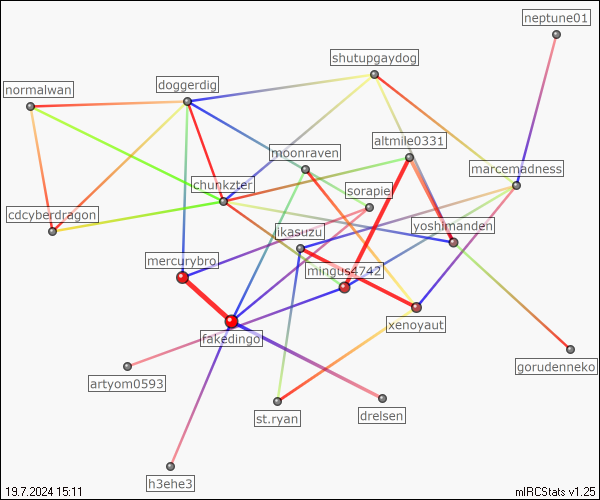 neptune01
shutupgaydog
doggerdig
normalwan
altmile0331
moonraven
marcemadness
chunkzter
sorapiel
cdcyberdragon
yoshimanden
ikasuzu
mercurybro
mingus4742
xenoyaut
fakedingo
gorudenneko
artyom0593
drelsen
st.ryan
h3ehe3
19.7.2024 15:11
mIRCStats v1.25